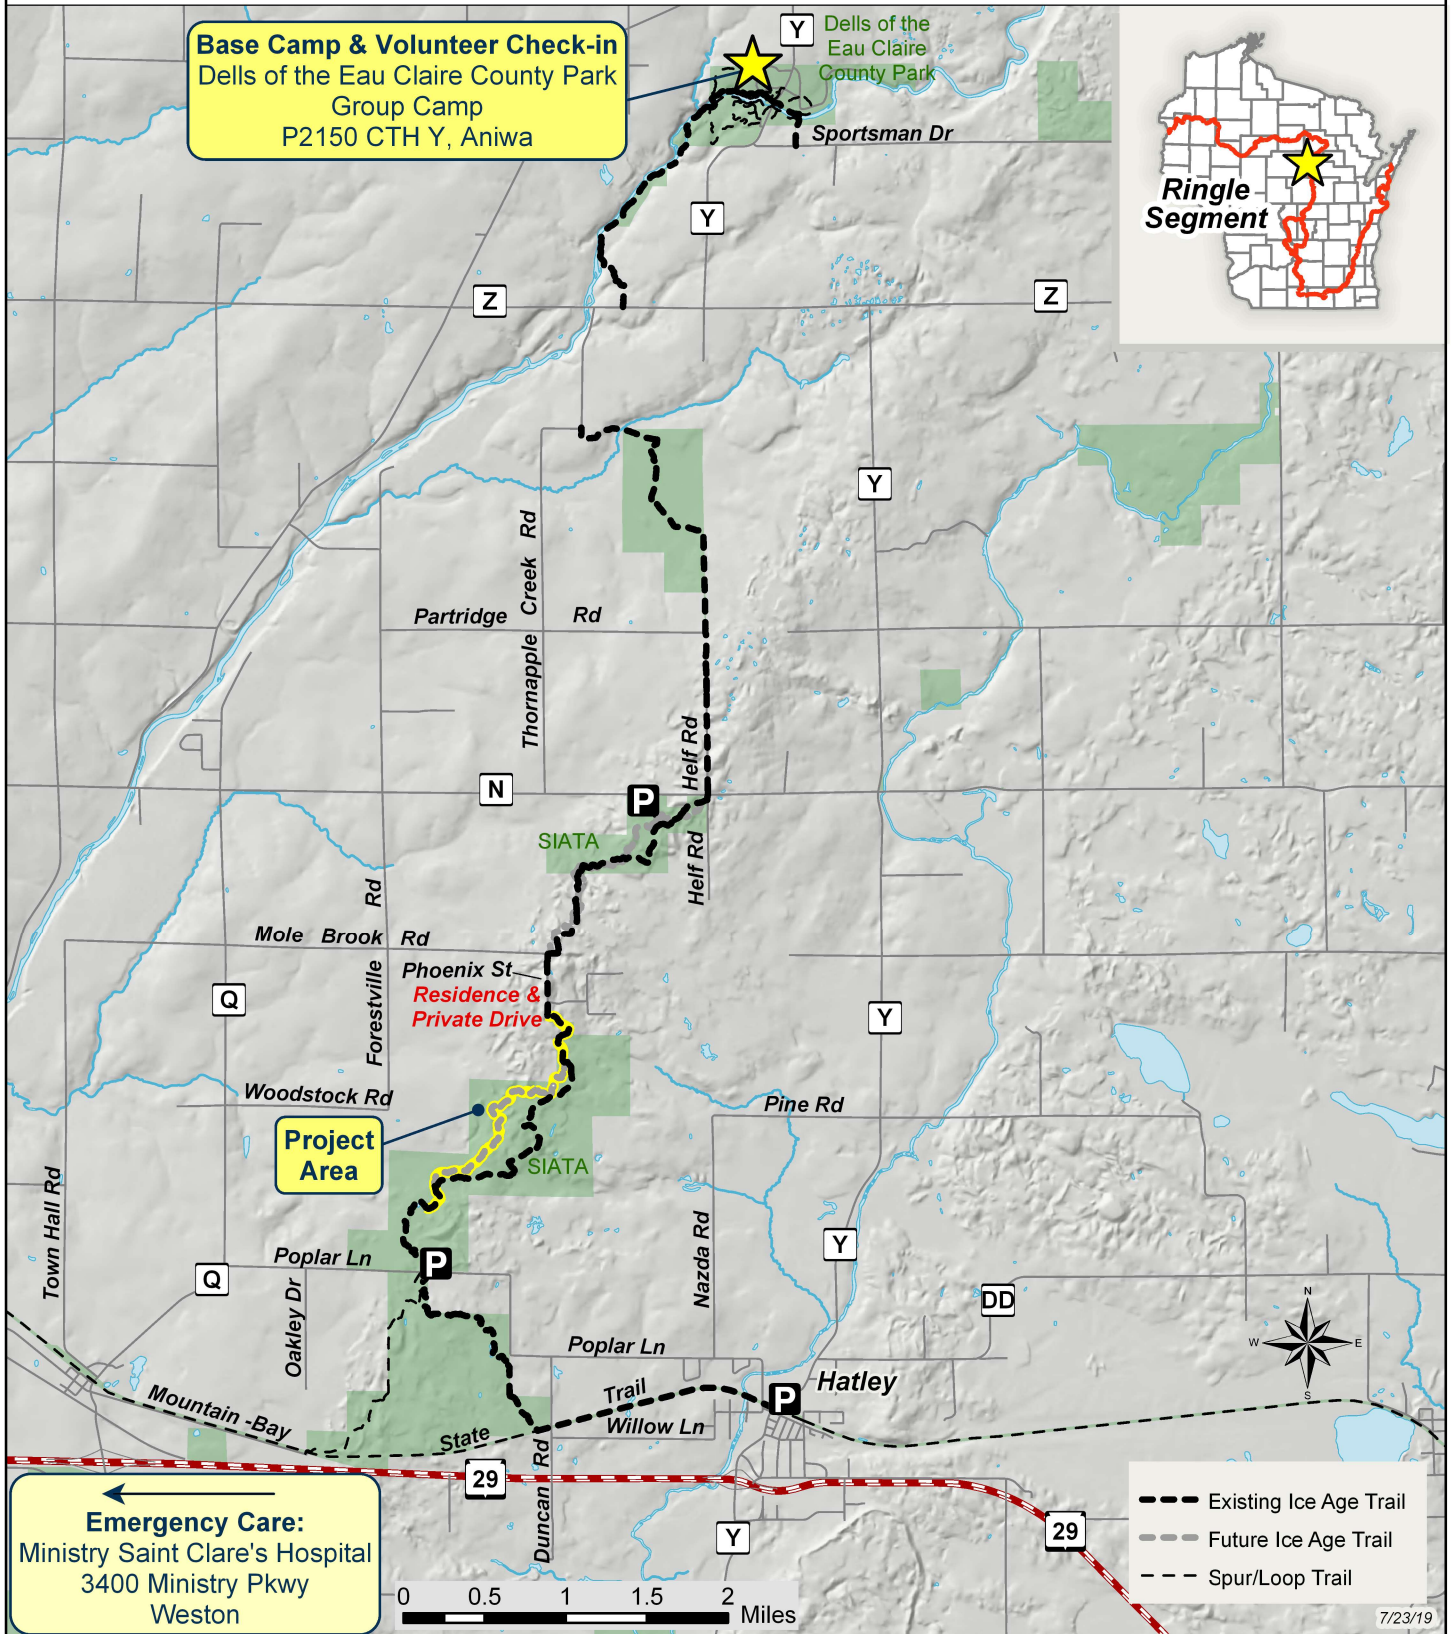 Base Camp & Volunteer Check-in
Dells of the Eau Claire County Park
Group Camp
P2150 CTH Y, Aniwa
Y
Dells of the
Eau Claire
County Park
Sportsman Dr
Ringle
Segment
Y
Z
Z
Y
Thornapple Creek Rd
Partridge Rd
Helf Rd
N
P
SIATA
Helf Rd
Forestville Rd
Mole Brook Rd
Phoenix St
Residence &
Private Drive
Q
Y
Woodstock Rd
Pine Rd
Project
Area
SIATA
Town Hall Rd
Nazda Rd
Y
Poplar Ln
P
Q
Oakley Dr
DD
N
W
E
S
Poplar Ln
Hatley
P
Mountain-Bay State Trail
Willow Ln
Duncan Rd
29
29
Y
Emergency Care:
Ministry Saint Clare's Hospital
3400 Ministry Pkwy
Weston
0 0.5 1 1.5 2
Miles
Existing Ice Age Trail
Future Ice Age Trail
Spur/Loop Trail
7/23/19